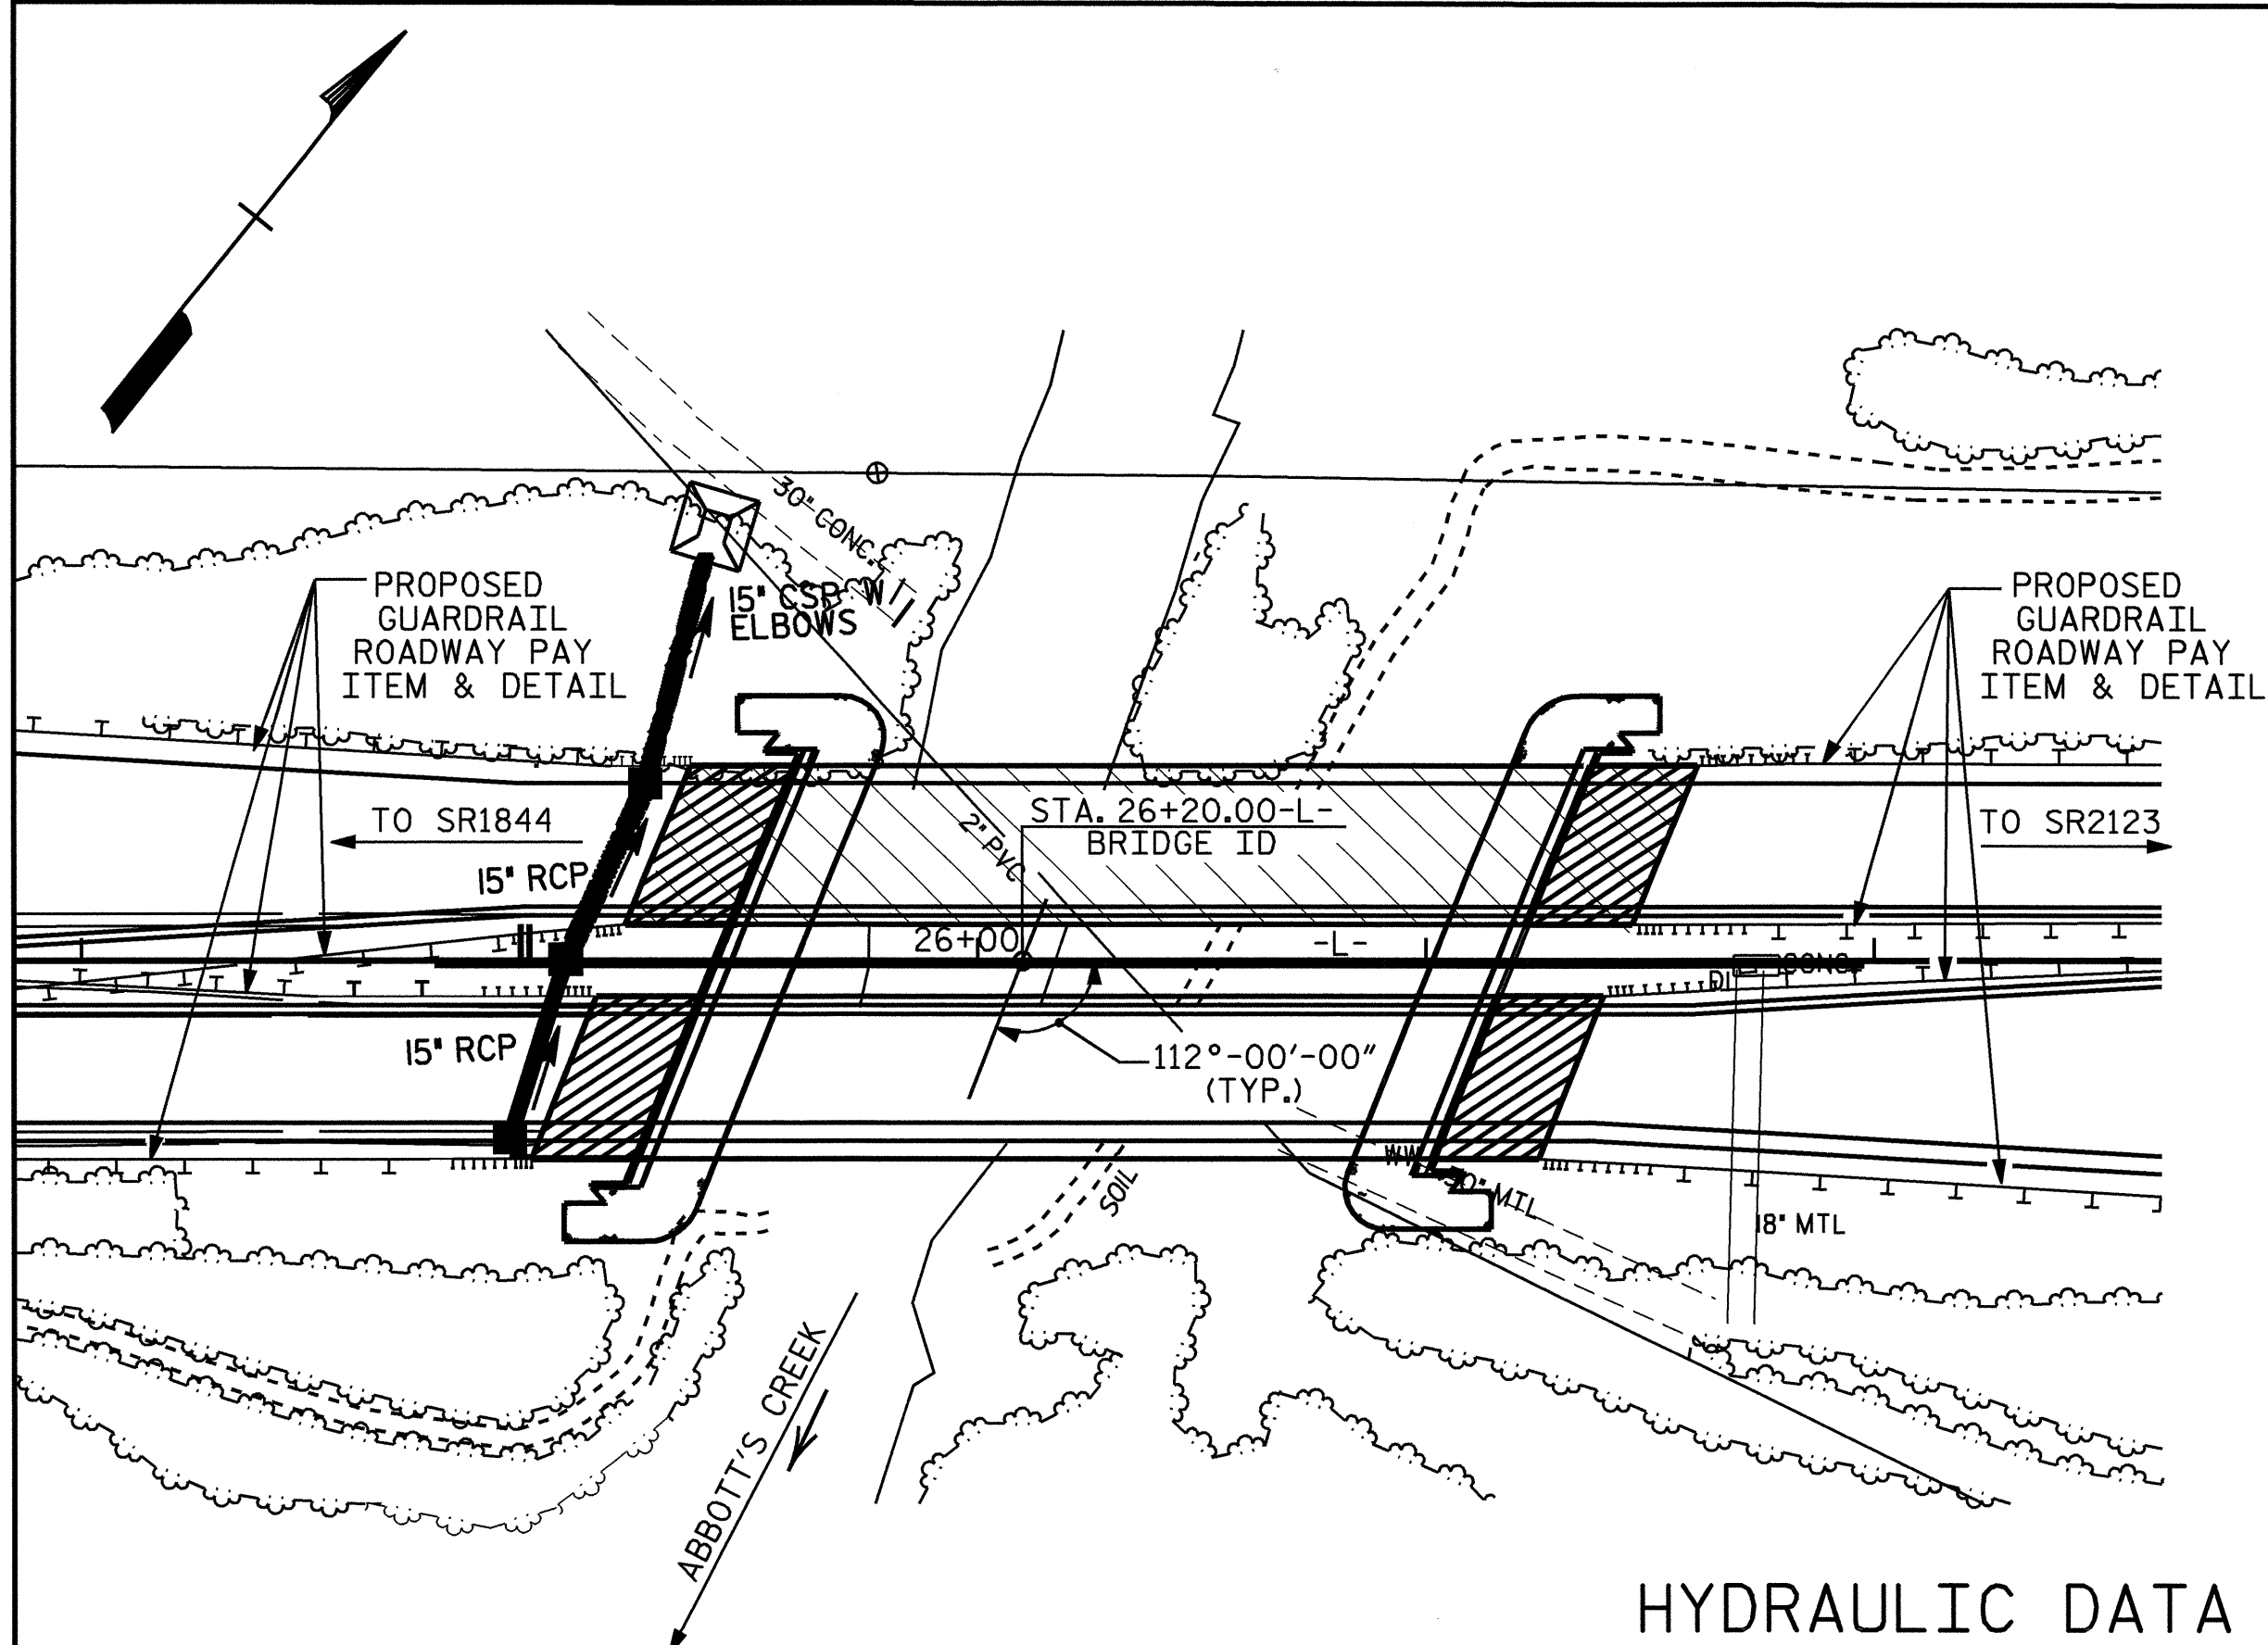 30" CONC.
15" CSP W/
ELBOWS
PROPOSED
GUARDRAIL
ROADWAY PAY
ITEM & DETAIL
PROPOSED
GUARDRAIL
ROADWAY PAY
ITEM & DETAIL
TO SR1844
STA. 26+20.00-L-
BRIDGE ID
TO SR2123
2" PVC
15" RCP
26+00
-L-
DI
CONC.
15" RCP
112°-00'-00"
(TYP.)
WW
30" MTL
SOIL
18" MTL
ABBOTT'S CREEK
HYDRAULIC DATA